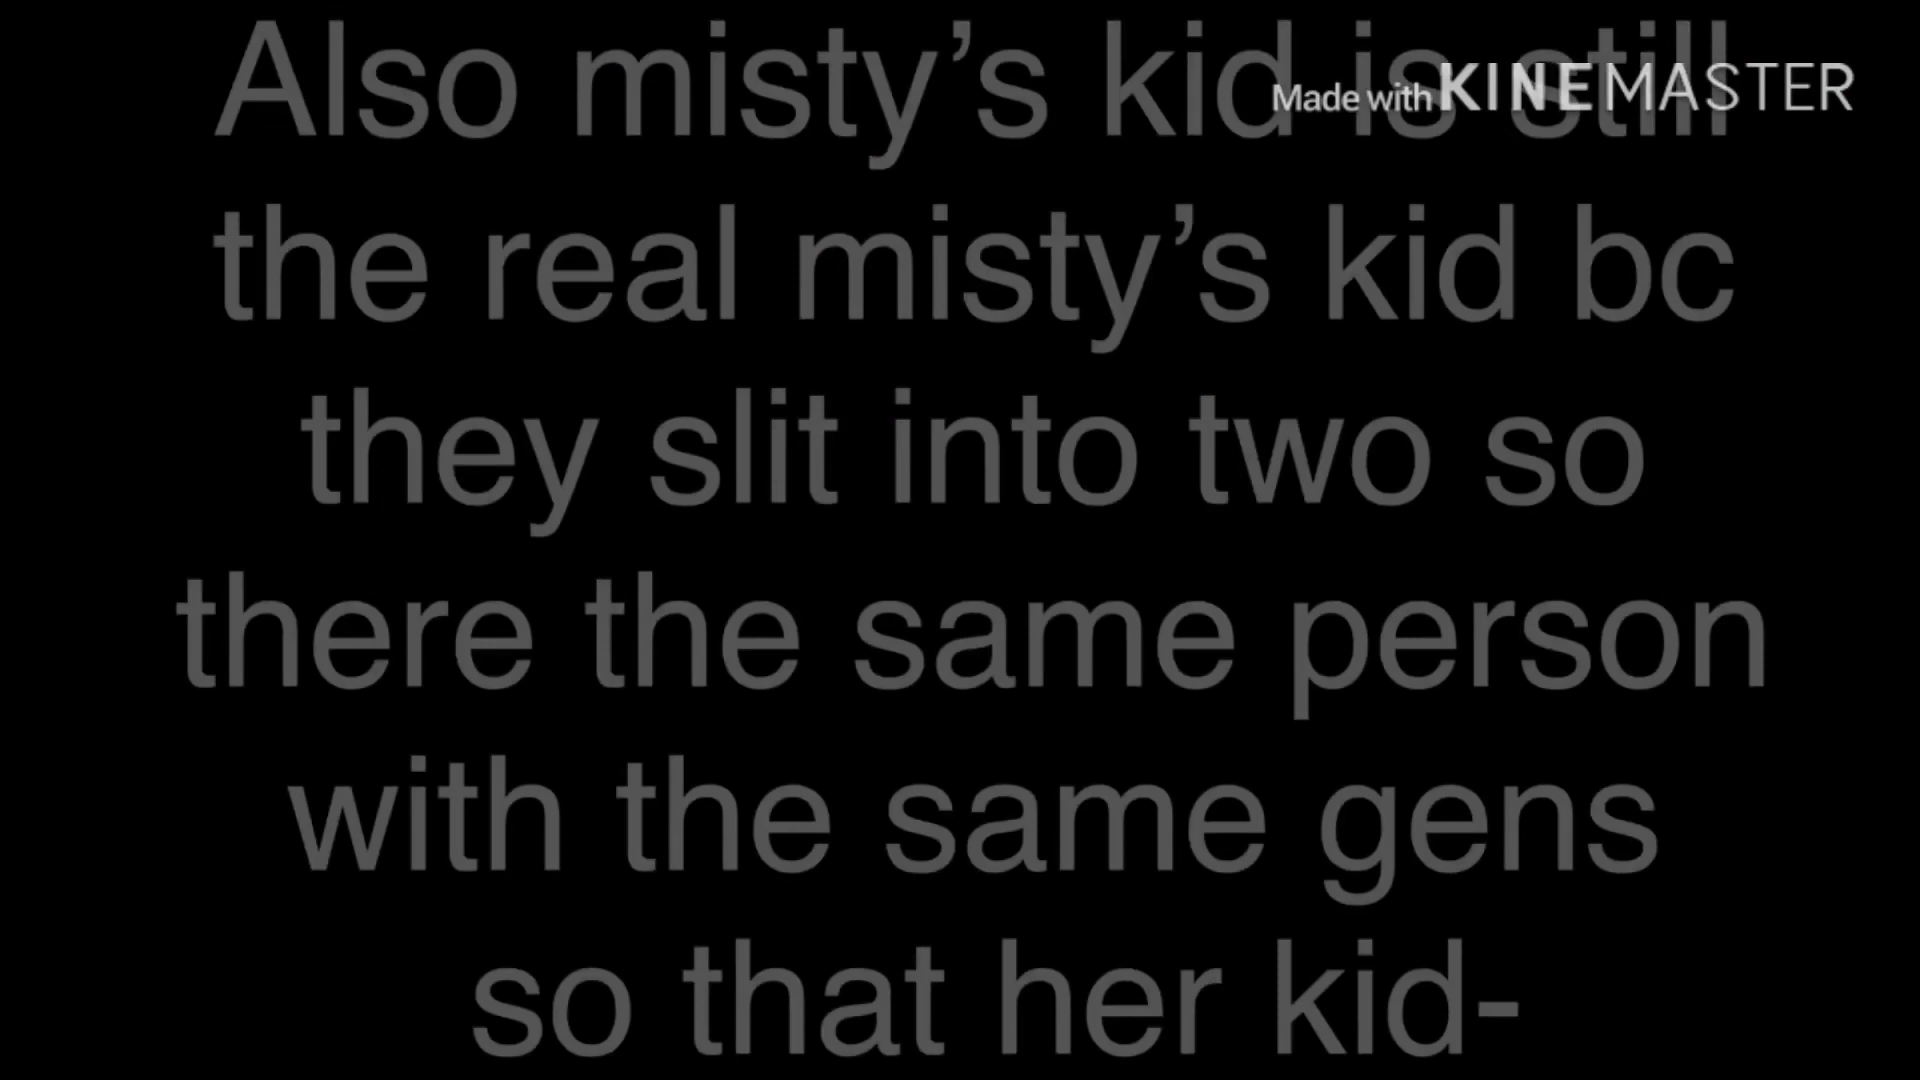 Also misty’s kid is still
Made with KINEMASTER
the real misty’s kid bc
they slit into two so
there the same person
with the same gens
so that her kid-